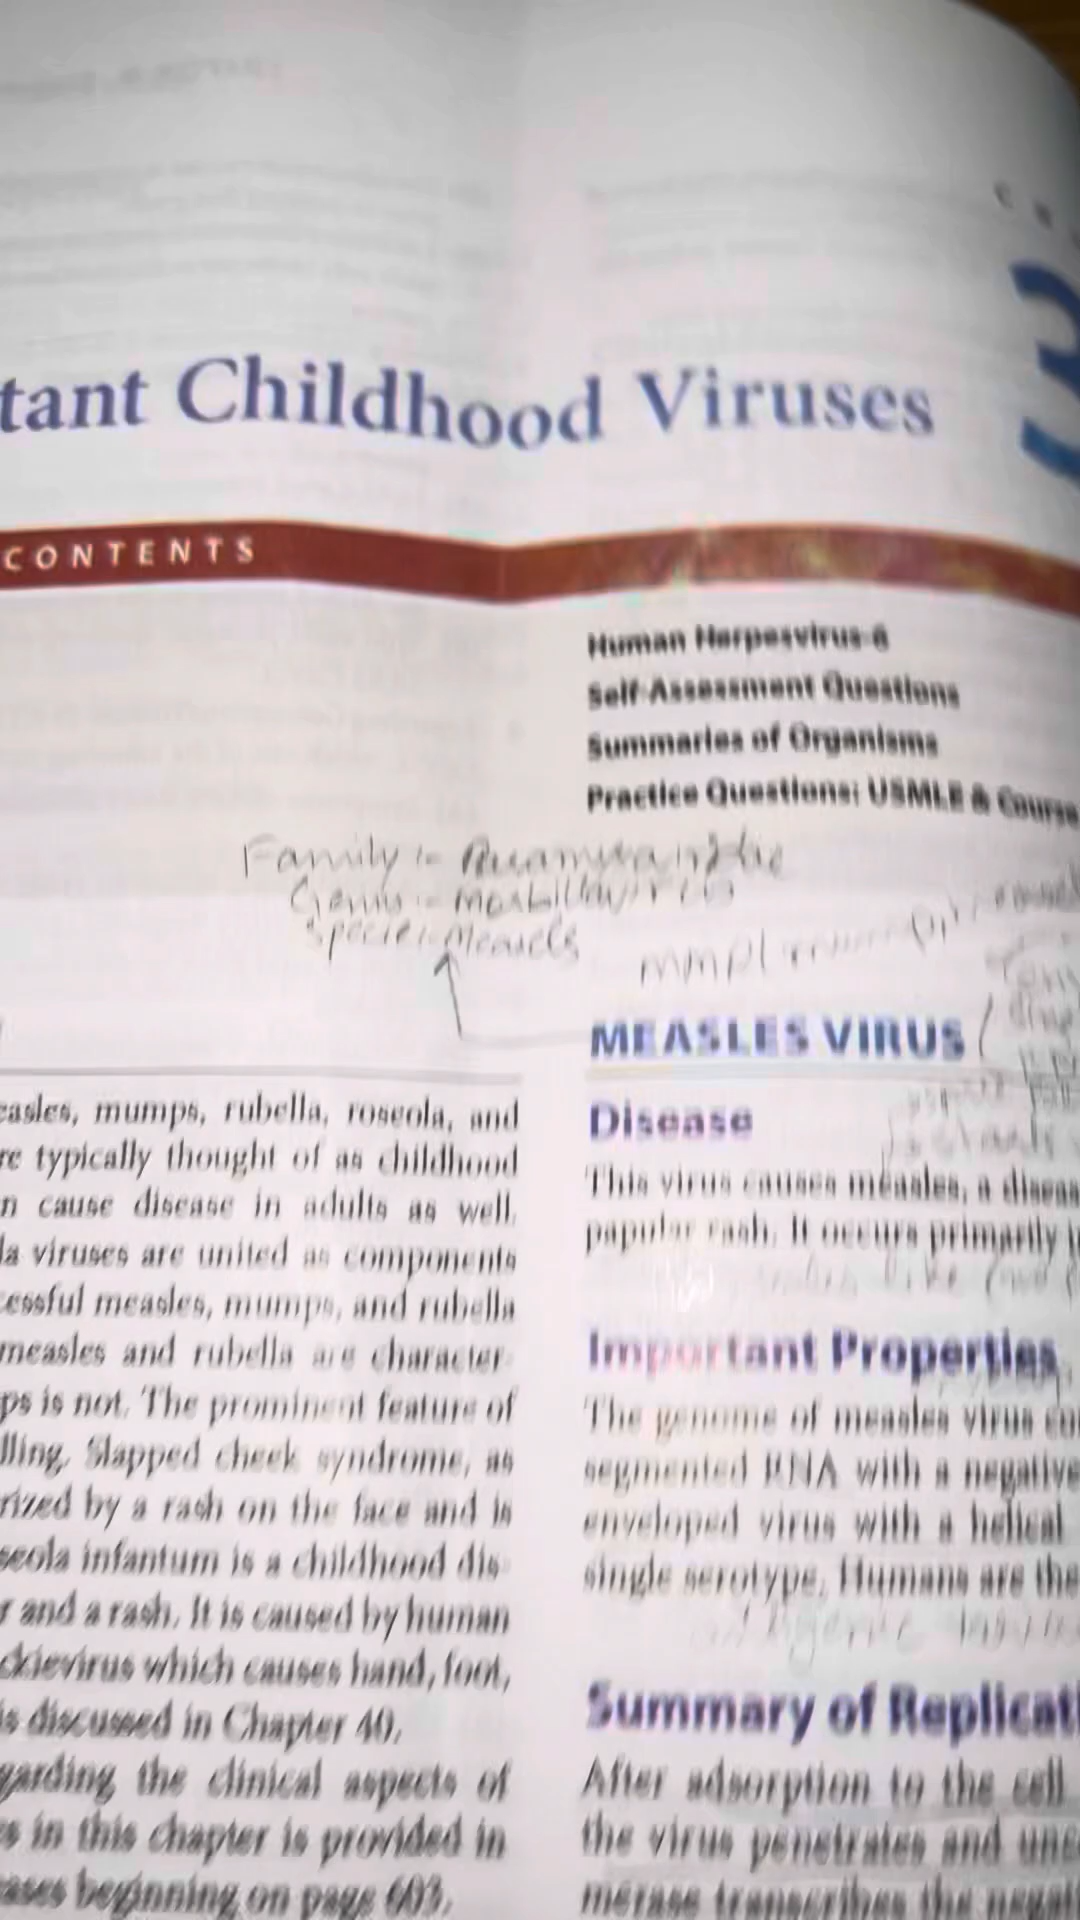 tant Childhood Viruses
3
CONTENTS
Human Herpesvirus-6
Self-Assessment Questions
Summaries of Organisms
Practice Questions: USMLE & Course
Family :-
Genus :- Morbillivirus
Species:-Measels
MEASLES VIRUS
easles, mumps, rubella, roseola, and
re typically thought of as childhood
n cause disease in adults as well.
la viruses are united as components
cessful measles, mumps, and rubella
measles and rubella are character-
ps is not. The prominent feature of
lling. Slapped cheek syndrome, as
rized by a rash on the face and is
seola infantum is a childhood dis-
r and a rash. It is caused by human
ckievirus which causes hand, foot,
is discussed in Chapter 40.
garding the clinical aspects of
s in this chapter is provided in
ases beginning on page 603.
Disease
This virus causes measles, a diseas
papular rash. It occurs primarily
Important Properties
The genome of measles virus con
segmented RNA with a negative
enveloped virus with a helical
single serotype. Humans are the
Summary of Replicati
After adsorption to the cell
the virus penetrates and unc
merase transcribes the negati